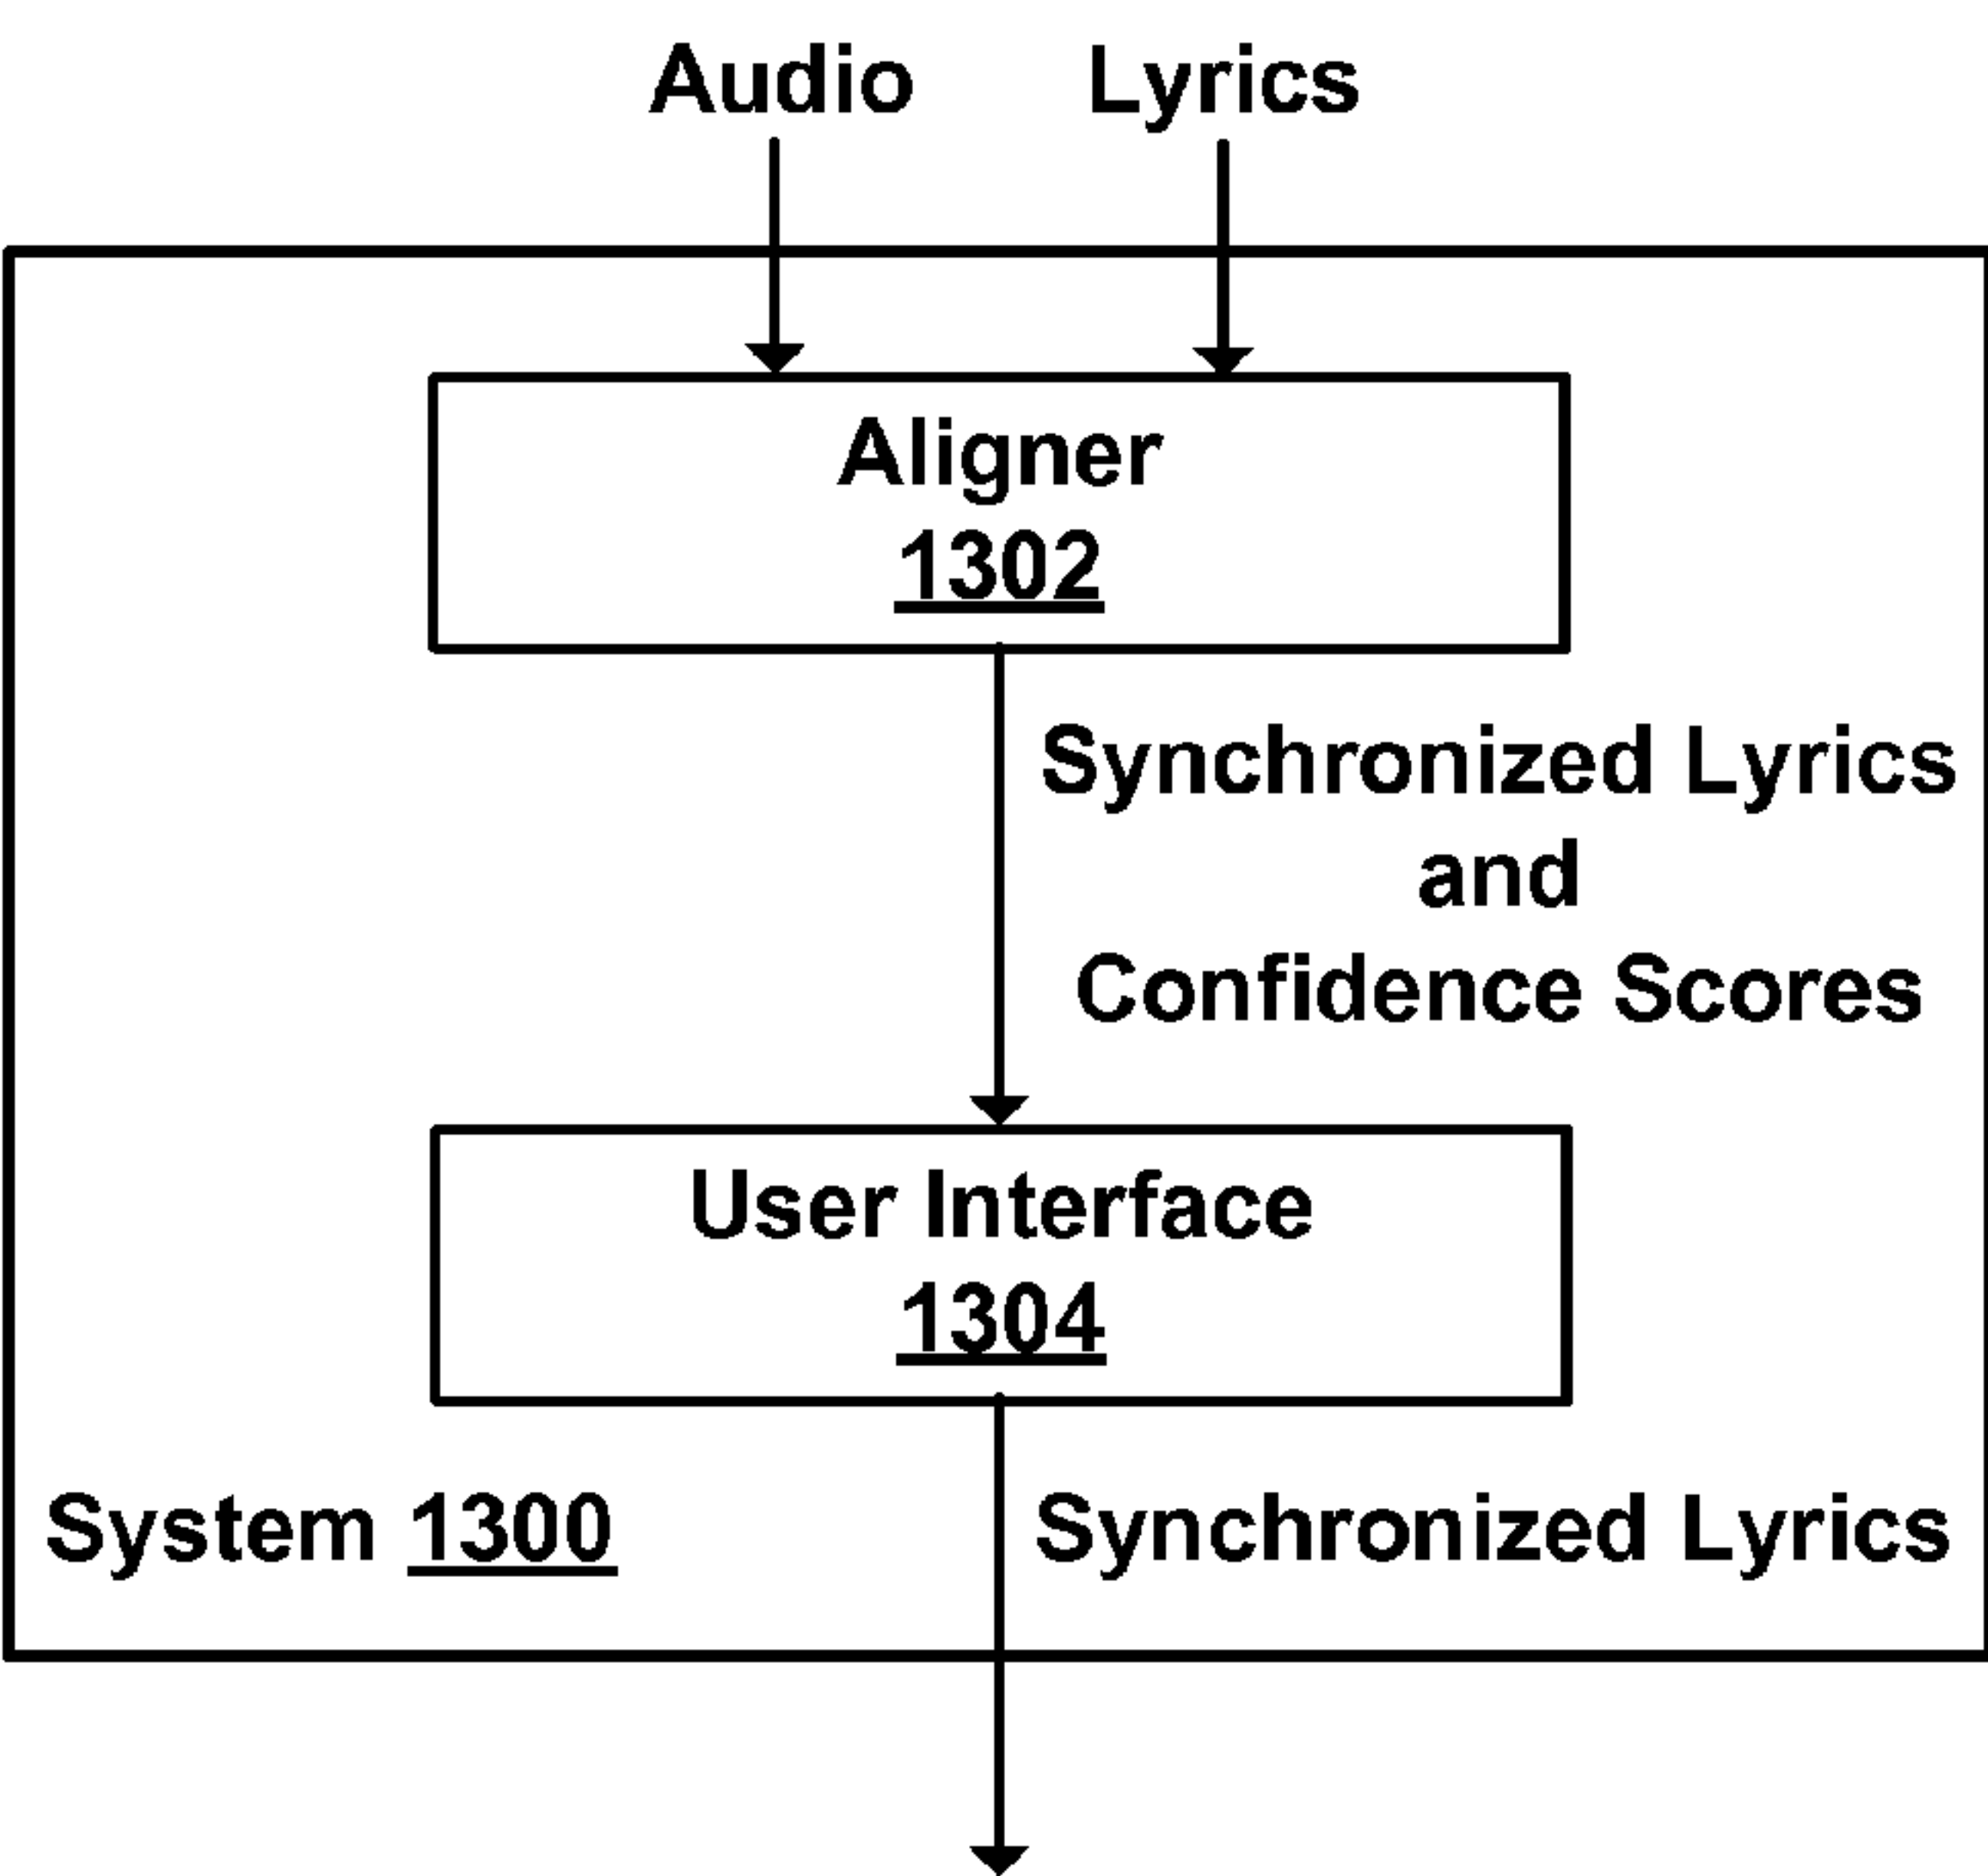 Audio Lyrics
Aligner
1302
Synchronized Lyrics
and
Confidence Scores
User Interface
1304
System 1300 Synchronized Lyrics